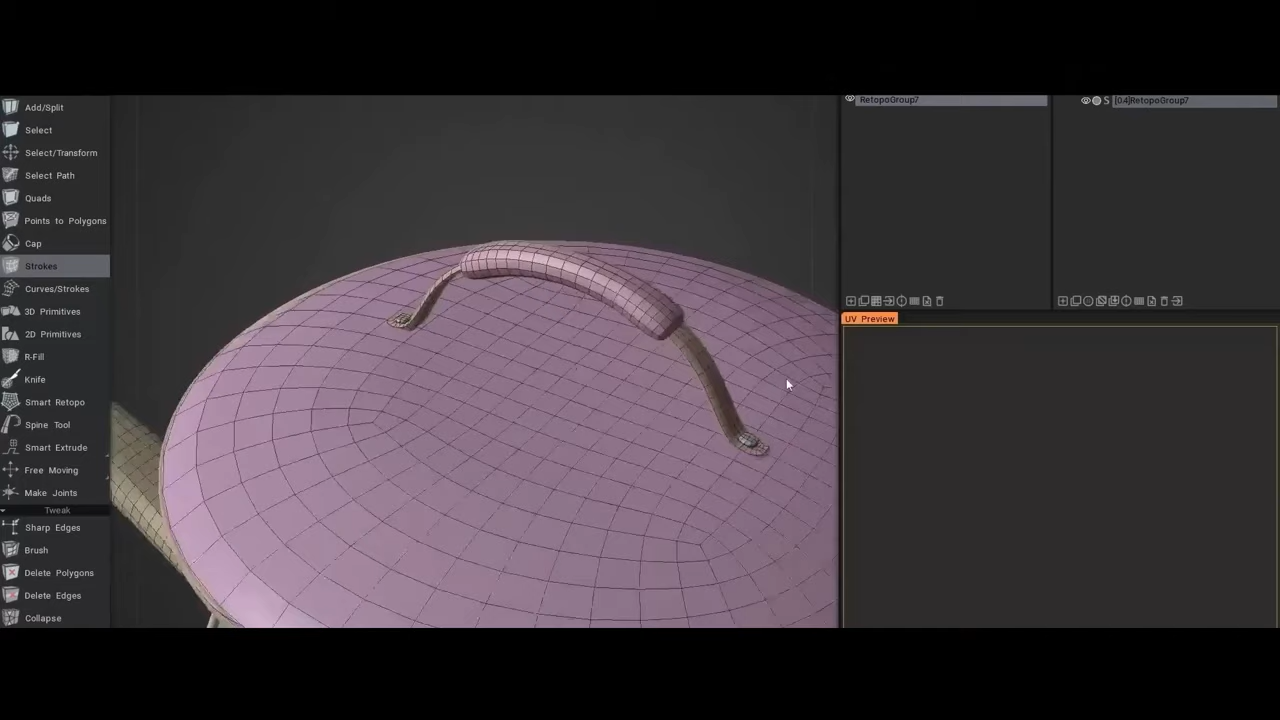 Add/Split
Select
Select/Transform
Select Path
Quads
Points to Polygons
Cap
Strokes
Curves/Strokes
3D Primitives
2D Primitives
R-Fill
Knife
Smart Retopo
Spine Tool
Smart Extrude
Free Moving
Make Joints
Tweak
Sharp Edges
Brush
Delete Polygons
Delete Edges
Collapse
RetopoGroup7
S [0.4]RetopoGroup7
UV Preview